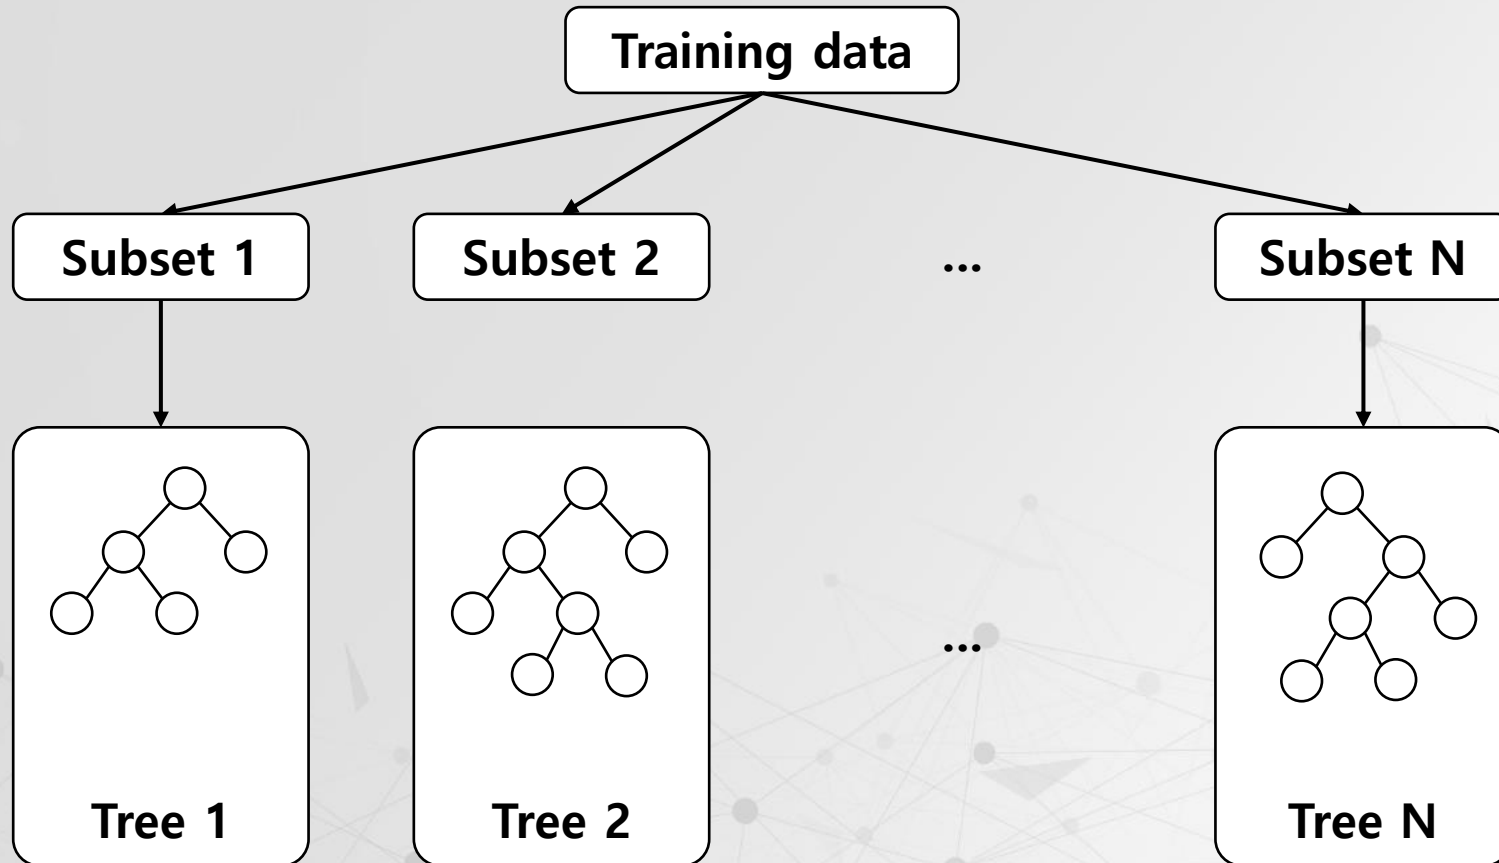 Training data
Subset 1
Subset 2
...
Subset N
...
Tree 1
Tree 2
Tree N